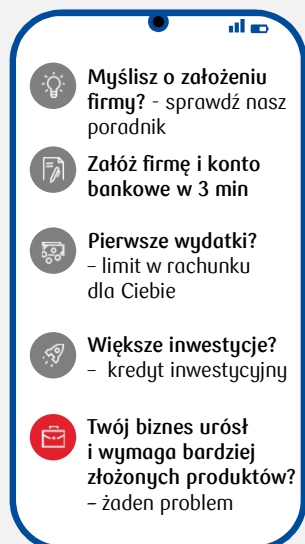 Myślisz o założeniu
firmy? - sprawdź nasz
poradnik
Załóż firmę i konto
bankowe w 3 min
Pierwsze wydatki?
– limit w rachunku
dla Ciebie
Większe inwestycje?
– kredyt inwestycyjny
Twój biznes urósł
i wymaga bardziej
złożonych produktów?
– żaden problem